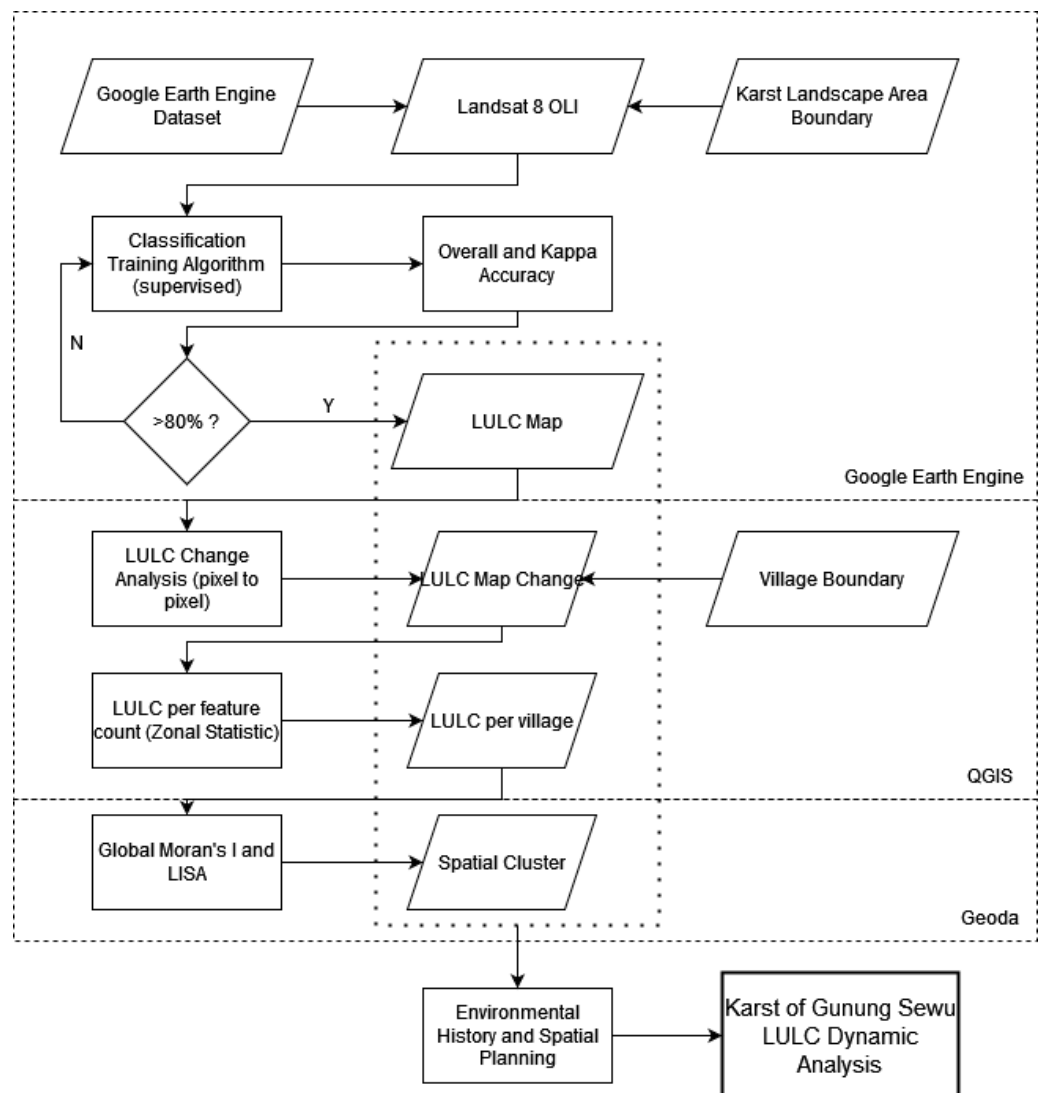 Google Earth Engine
Dataset
Landsat 8 OLI
Karst Landscape Area
Boundary
Classification
Training Algorithm
(supervised)
Overall and Kappa
Accuracy
N
>80% ?
Y
LULC Map
Google Earth Engine
LULC Change
Analysis (pixel to
pixel)
LULC Map Change
Village Boundary
LULC per feature
count (Zonal Statistic)
LULC per village
QGIS
Global Moran's I and
LISA
Spatial Cluster
Geoda
Environmental
History and Spatial
Planning
Karst of Gunung Sewu
LULC Dynamic
Analysis